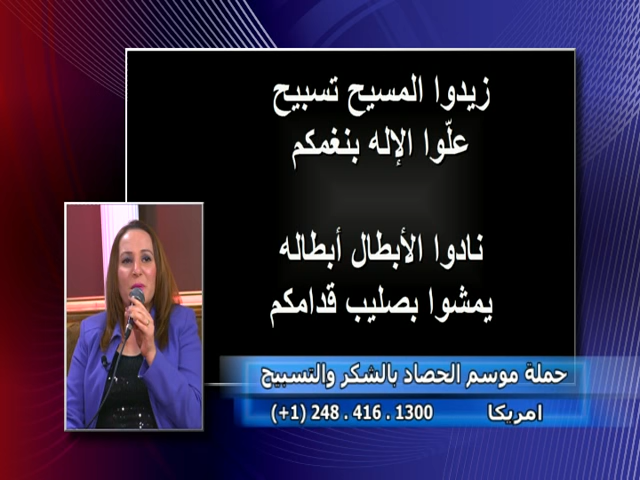 زيدوا المسيح تسبيح
علّوا الإله بنغمكم
نادوا الأبطال أبطاله
يمشوا بصليب قدامكم
حملة موسم الحصاد بالشكر والتسبيح
امريكا (+1) 248 . 416 . 1300